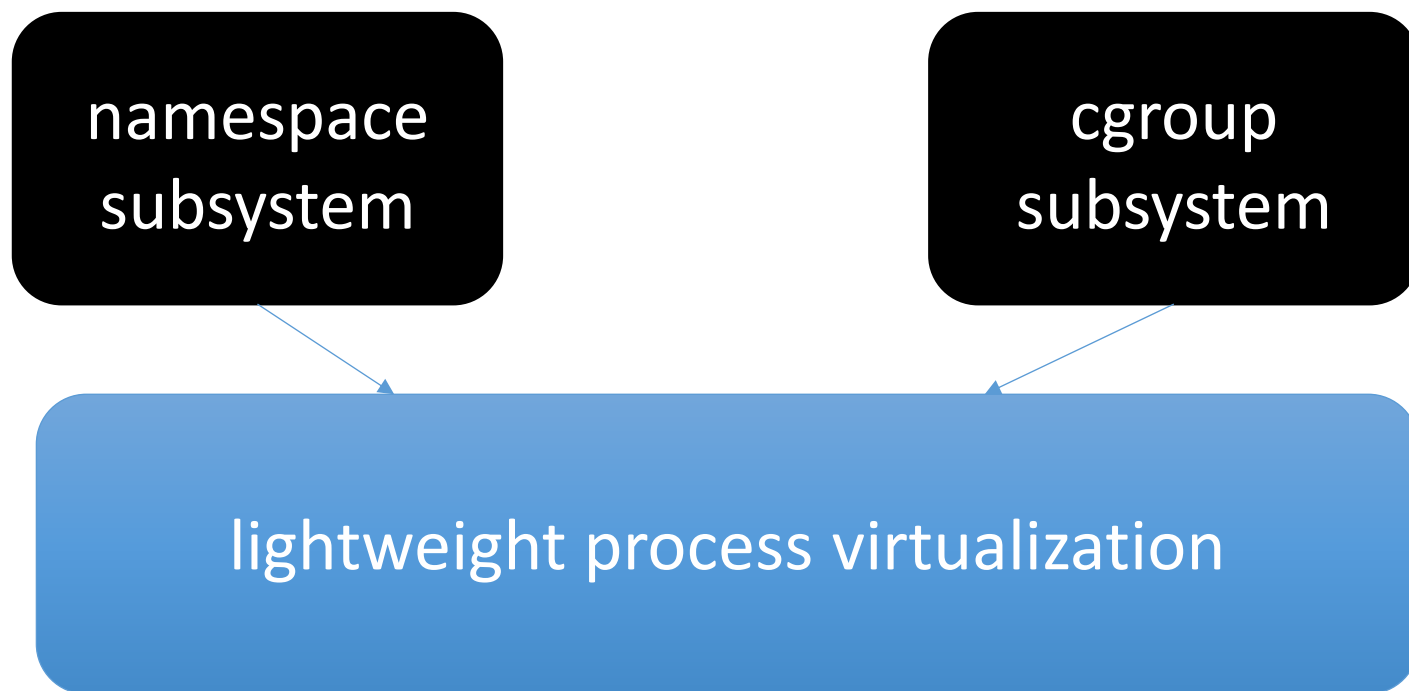 namespace
subsystem
cgroup
subsystem
lightweight process virtualization